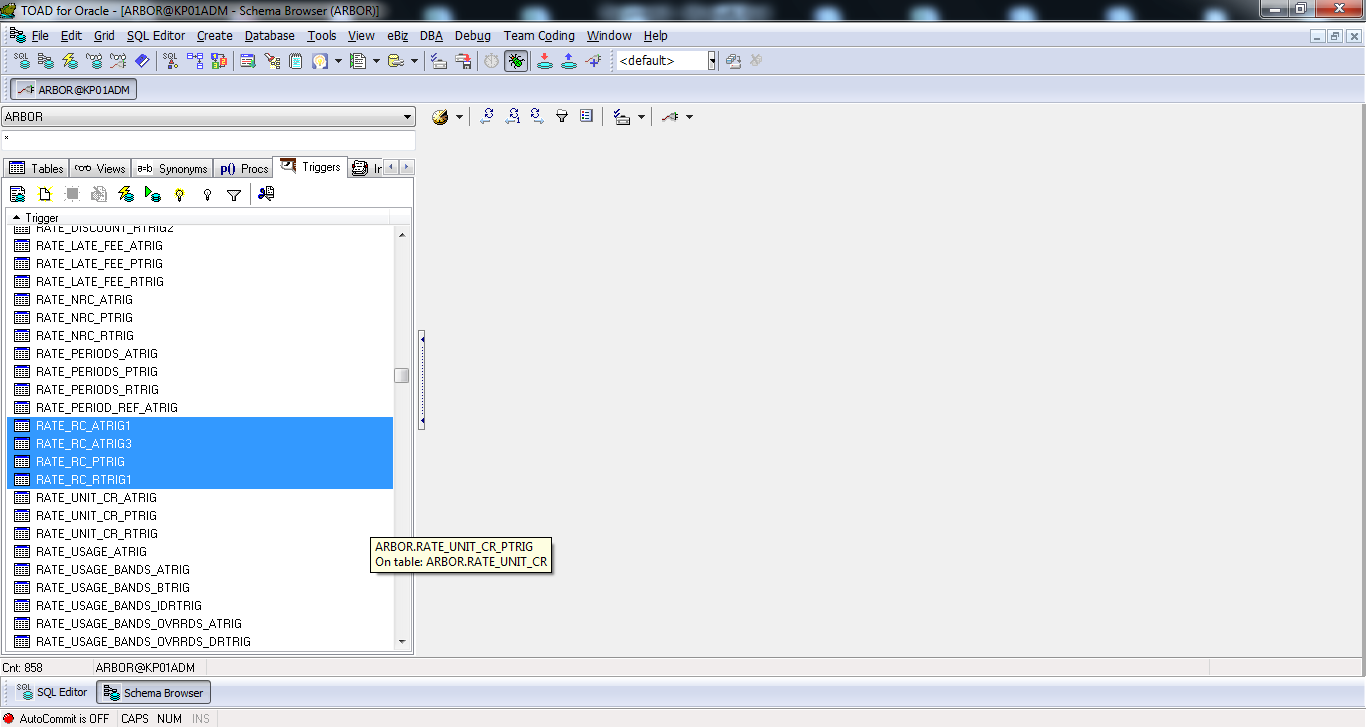 TOAD for Oracle - [ARBOR@KP01ADM - Schema Browser (ARBOR)]
File Edit Grid SQL Editor Create Database Tools View eBiz DBA Debug Team Coding Window Help
<default>
ARBOR@KP01ADM
ARBOR
*
Tables Views Synonyms p() Procs Triggers In
Trigger
RATE_DISCOUNT_RTRIG2
RATE_LATE_FEE_ATRIG
RATE_LATE_FEE_PTRIG
RATE_LATE_FEE_RTRIG
RATE_NRC_ATRIG
RATE_NRC_PTRIG
RATE_NRC_RTRIG
RATE_PERIODS_ATRIG
RATE_PERIODS_PTRIG
RATE_PERIODS_RTRIG
RATE_PERIOD_REF_ATRIG
RATE_RC_ATRIG1
RATE_RC_ATRIG3
RATE_RC_PTRIG
RATE_RC_RTRIG1
RATE_UNIT_CR_ATRIG
RATE_UNIT_CR_PTRIG
RATE_UNIT_CR_RTRIG
ARBOR.RATE_UNIT_CR_PTRIG
On table: ARBOR.RATE_UNIT_CR
RATE_USAGE_ATRIG
RATE_USAGE_BANDS_ATRIG
RATE_USAGE_BANDS_BTRIG
RATE_USAGE_BANDS_IDRTRIG
RATE_USAGE_BANDS_OVRRDS_ATRIG
RATE_USAGE_BANDS_OVRRDS_DRTRIG
Cnt: 858 ARBOR@KP01ADM
SQL Editor Schema Browser
AutoCommit is OFF CAPS NUM INS